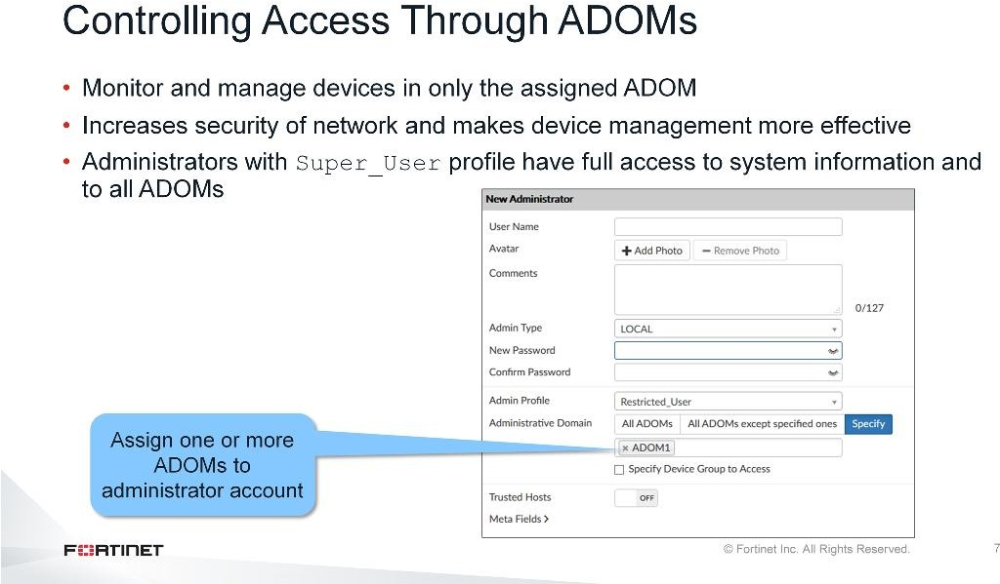 Controlling Access Through ADOMs
• Monitor and manage devices in only the assigned ADOM
• Increases security of network and makes device management more effective
• Administrators with Super_User profile have full access to system information and
to all ADOMs
New Administrator
User Name
Avatar
+ Add Photo
− Remove Photo
Comments
0/127
Admin Type
LOCAL
New Password
Confirm Password
Admin Profile
Restricted_User
Administrative Domain
All ADOMs
All ADOMs except specified ones
Specify
× ADOM1
Specify Device Group to Access
Trusted Hosts
OFF
Meta Fields >
Assign one or more
ADOMs to
administrator account
FORTINET
© Fortinet Inc. All Rights Reserved.
7